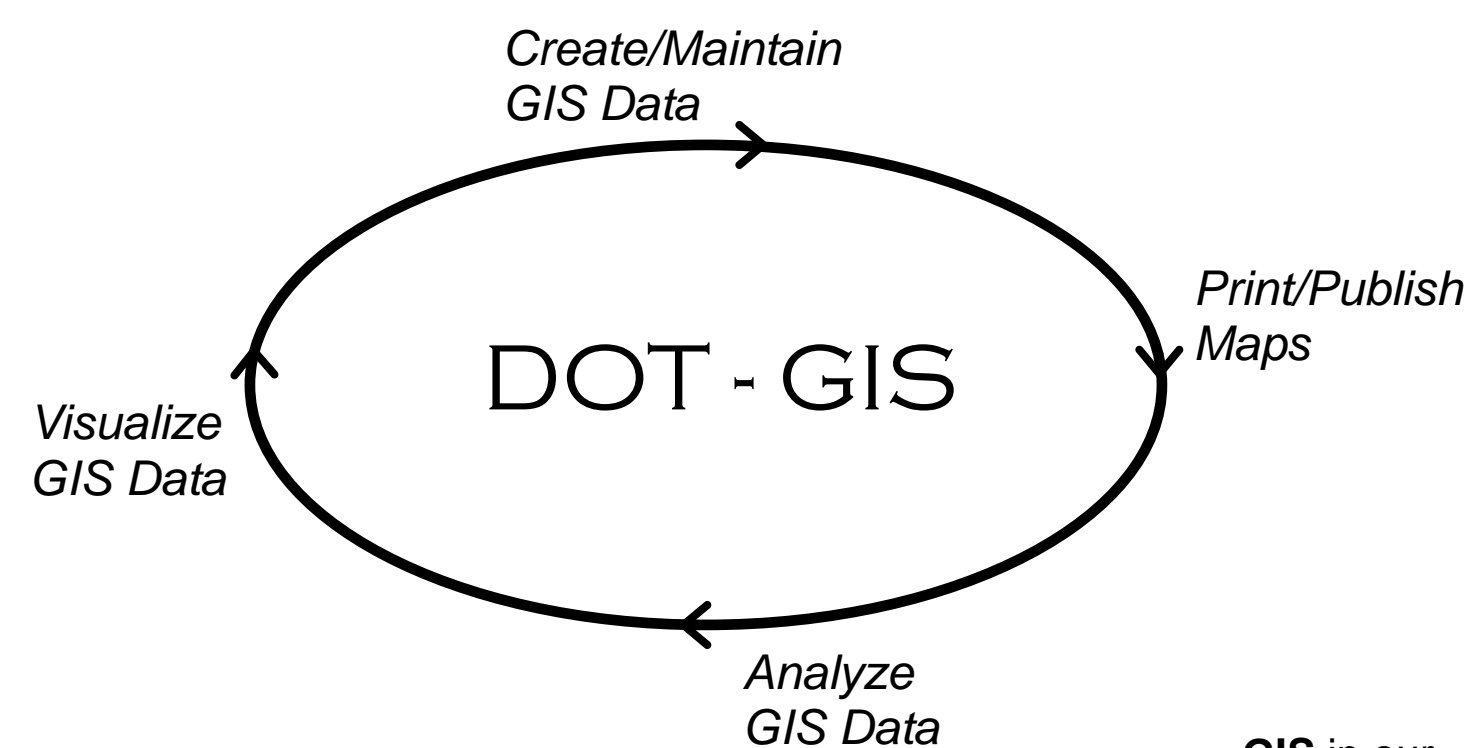 Create/Maintain
GIS Data
Print/Publish
Maps
DOT - GIS
Visualize
GIS Data
Analyze
GIS Data
GIS in our